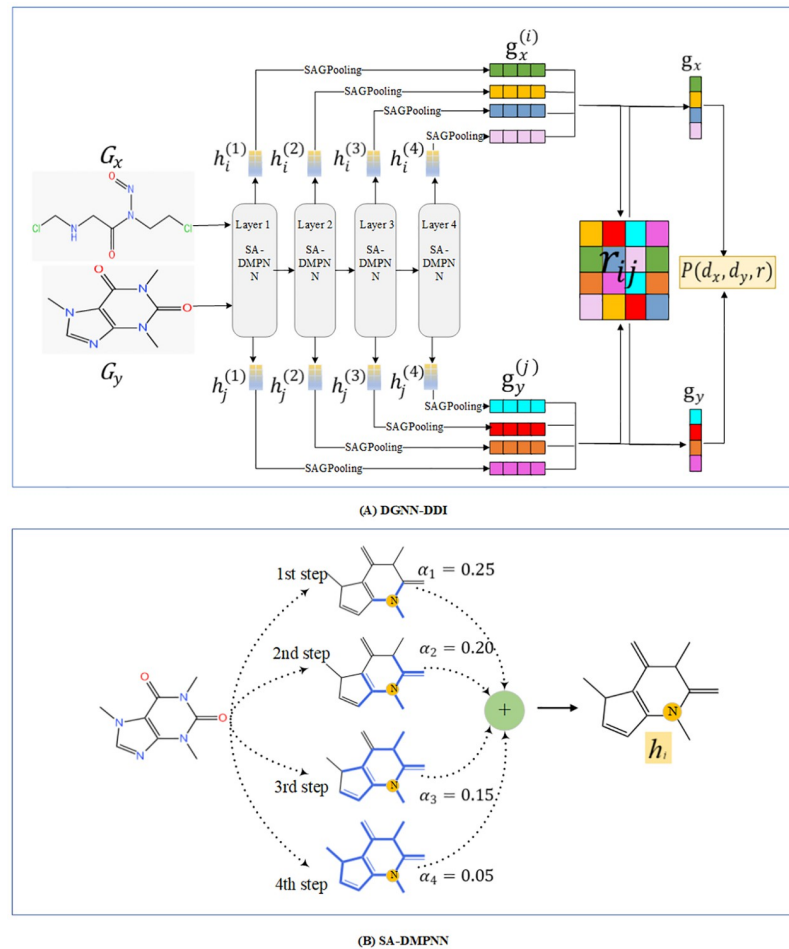 SAGPooling
g_x^(i)
g_x
SAGPooling
SAGPooling
SAGPooling
h_i^(1) h_i^(2) h_i^(3) h_i^(4)
G_x
O
N
Cl N Cl
N
H
O
Layer 1 Layer 2 Layer 3 Layer 4
SA-
DMPN
N
SA-
DMPN
N
SA-
DMPN
N
SA-
DMPN
N
r_ij
P(d_x, d_y, r)
O
N N
O
N N
G_y
h_j^(1) h_j^(2) h_j^(3) h_j^(4)
g_y^(j)
g_y
SAGPooling
SAGPooling
SAGPooling
SAGPooling
(A) DGNN-DDI
1st step
α_1 = 0.25
N
2nd step
α_2 = 0.20
N
O
N N
O
N N
+
N
h_i
3rd step
α_3 = 0.15
N
4th step
α_4 = 0.05
N
(B) SA-DMPNN